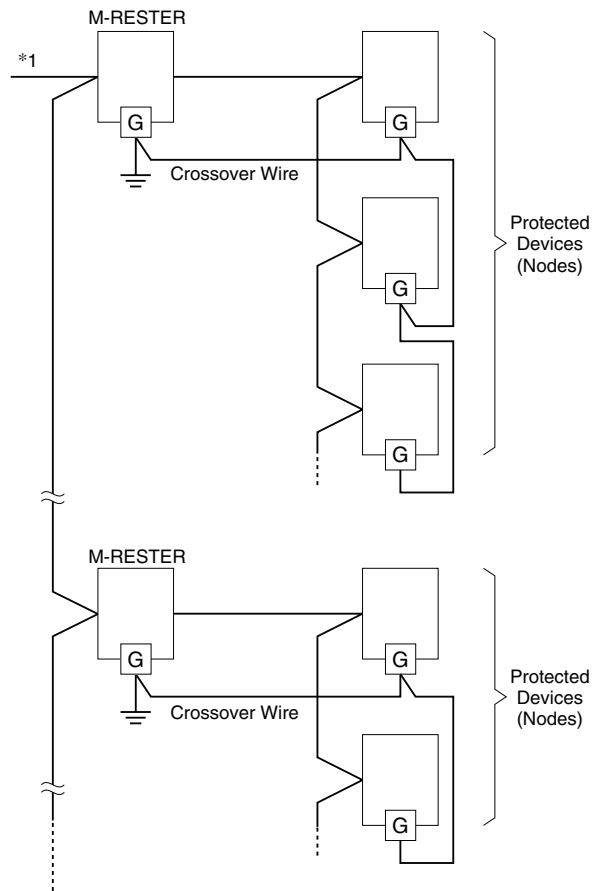 M-RESTER
*1
G
G
Crossover Wire
G
Protected
Devices
(Nodes)
G
M-RESTER
G
G
Crossover Wire
Protected
Devices
(Nodes)
G